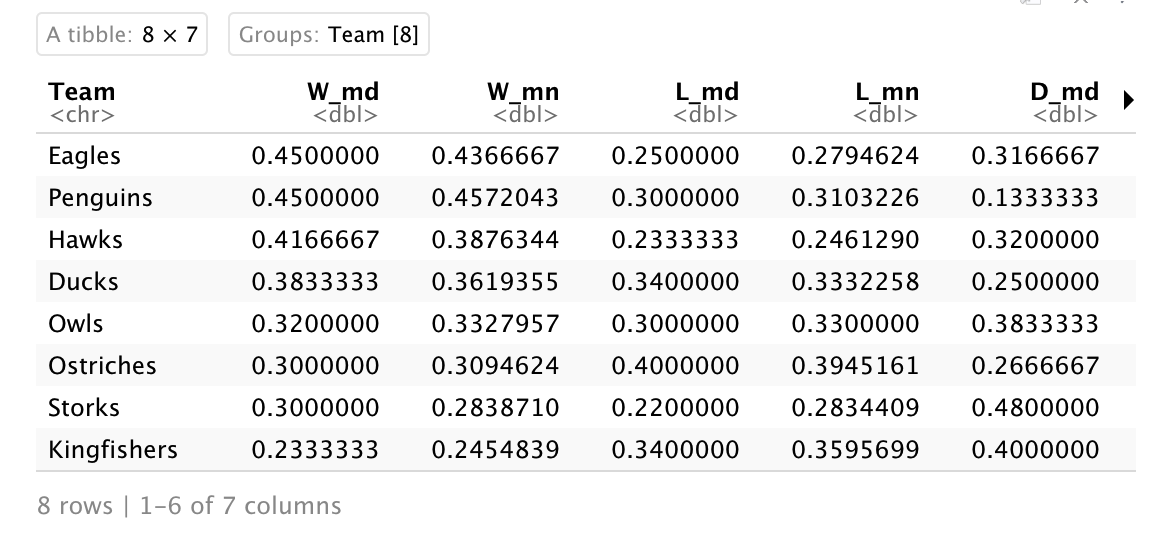 A tibble: 8 × 7 Groups: Team [8]
Team W_md W_mn L_md L_mn D_md
<chr> <dbl> <dbl> <dbl> <dbl> <dbl>
Eagles 0.4500000 0.4366667 0.2500000 0.2794624 0.3166667
Penguins 0.4500000 0.4572043 0.3000000 0.3103226 0.1333333
Hawks 0.4166667 0.3876344 0.2333333 0.2461290 0.3200000
Ducks 0.3833333 0.3619355 0.3400000 0.3332258 0.2500000
Owls 0.3200000 0.3327957 0.3000000 0.3300000 0.3833333
Ostriches 0.3000000 0.3094624 0.4000000 0.3945161 0.2666667
Storks 0.3000000 0.2838710 0.2200000 0.2834409 0.4800000
Kingfishers 0.2333333 0.2454839 0.3400000 0.3595699 0.4000000
8 rows | 1–6 of 7 columns